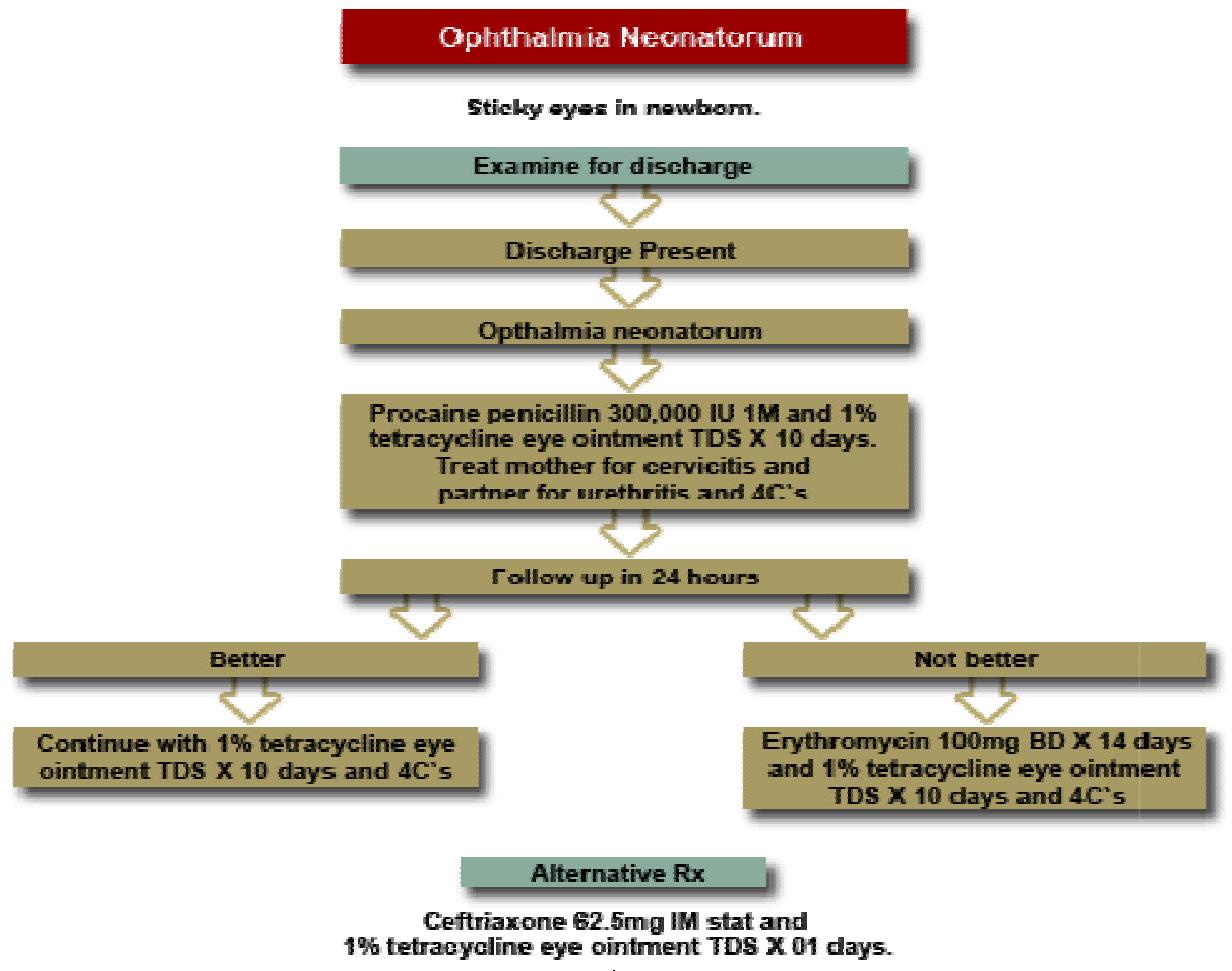 Ophthalmia Neonatorum
Sticky eyes in newborn.
Examine for discharge
Discharge Present
Opthalmia neonatorum
Procaine penicillin 300,000 IU 1M and 1%
tetracycline eye ointment TDS X 10 days.
Treat mother for cervicitis and
partner for urethritis and 4C`s
Follow up in 24 hours
Better
Not better
Continue with 1% tetracycline eye
ointment TDS X 10 days and 4C`s
Erythromycin 100mg BD X 14 days
and 1% tetracycline eye ointment
TDS X 10 days and 4C`s
Alternative Rx
Ceftriaxone 62.5mg IM stat and
1% tetracycline eye ointment TDS X 01 days.